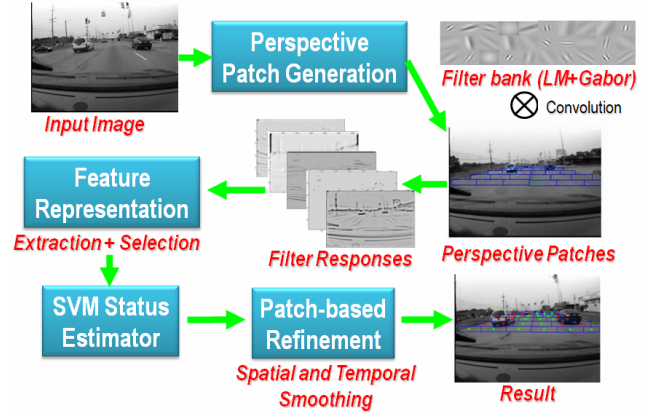 Perspective
Patch Generation
Filter bank (LM+Gabor)
Convolution
Input Image
Feature
Representation
Extraction + Selection
Filter Responses
Perspective Patches
SVM Status
Estimator
Patch-based
Refinement
Spatial and Temporal
Smoothing
Result